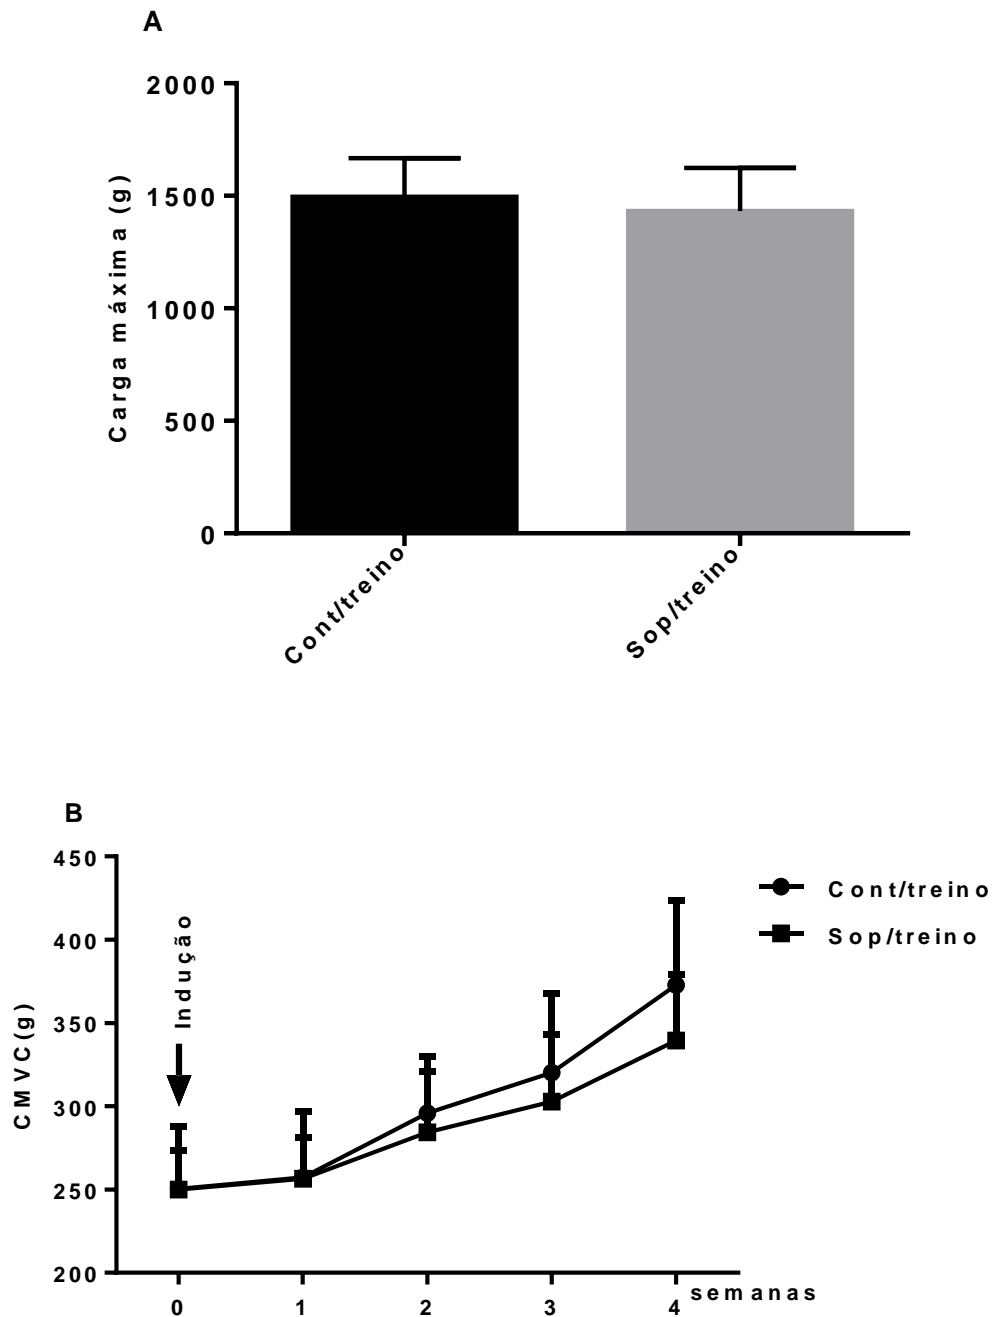 A
Carga máxima (g)
2000
1500
1000
500
0
Cont/treino
Sop/treino
B
CMVC(g)
450
400
350
300
250
200
Indução
Cont/treino
Sop/treino
0 1 2 3 4 semanas